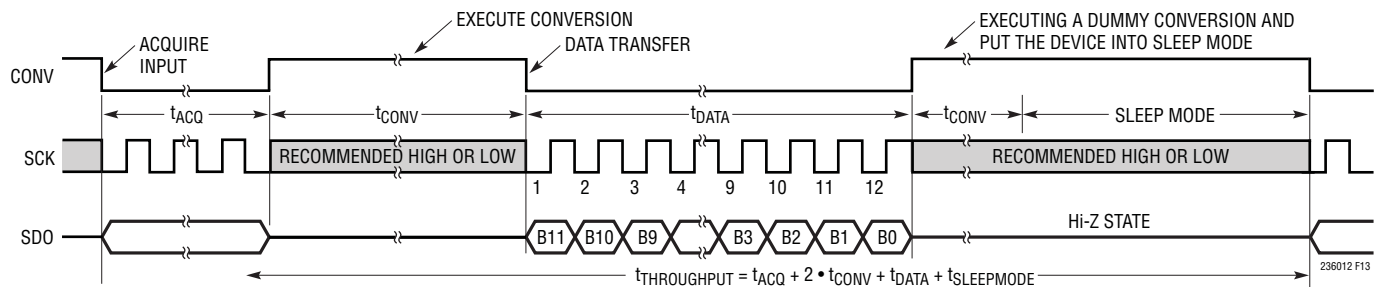 ACQUIRE
INPUT
EXECUTE CONVERSION
DATA TRANSFER
EXECUTING A DUMMY CONVERSION AND
PUT THE DEVICE INTO SLEEP MODE
CONV
tACQ
tCONV
tDATA
tCONV
SLEEP MODE
SCK
RECOMMENDED HIGH OR LOW
RECOMMENDED HIGH OR LOW
1 2 3 4 9 10 11 12
SDO
B11 B10 B9 B3 B2 B1 B0
Hi-Z STATE
tTHROUGHPUT = tACQ + 2 • tCONV + tDATA + tSLEEPMODE
236012 F13